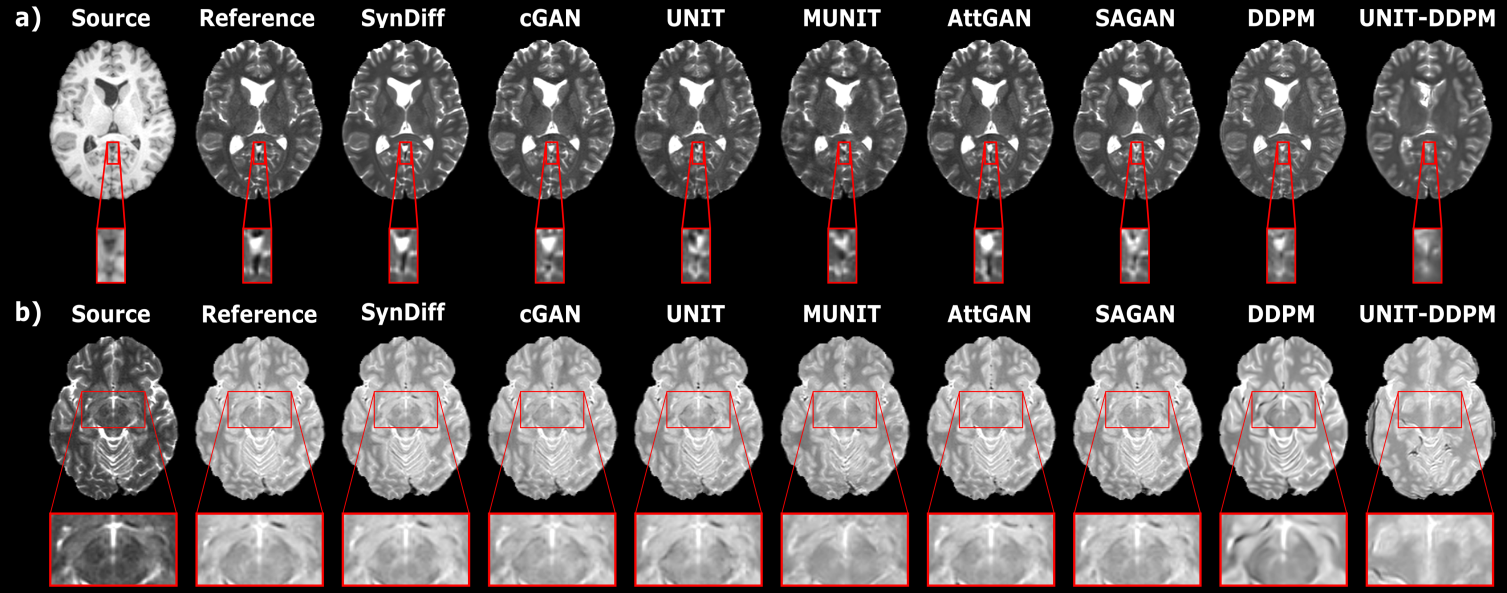 a) Source Reference SynDiff cGAN UNIT MUNIT AttGAN SAGAN DDPM UNIT-DDPM
b) Source Reference SynDiff cGAN UNIT MUNIT AttGAN SAGAN DDPM UNIT-DDPM